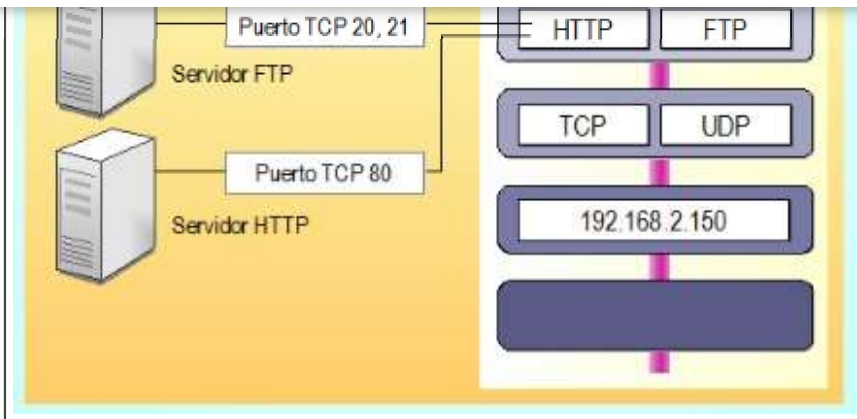 Puerto TCP 20, 21
HTTP
FTP
Servidor FTP
TCP
UDP
Puerto TCP 80
Servidor HTTP
192.168.2.150